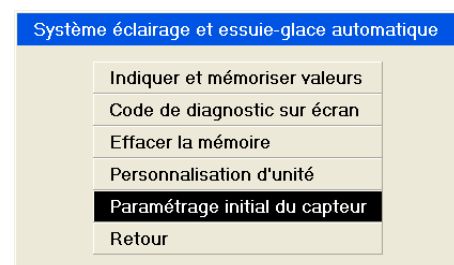 Système éclairage et essuie-glace automatique
Indiquer et mémoriser valeurs
Code de diagnostic sur écran
Effacer la mémoire
Personnalisation d'unité
Paramétrage initial du capteur
Retour